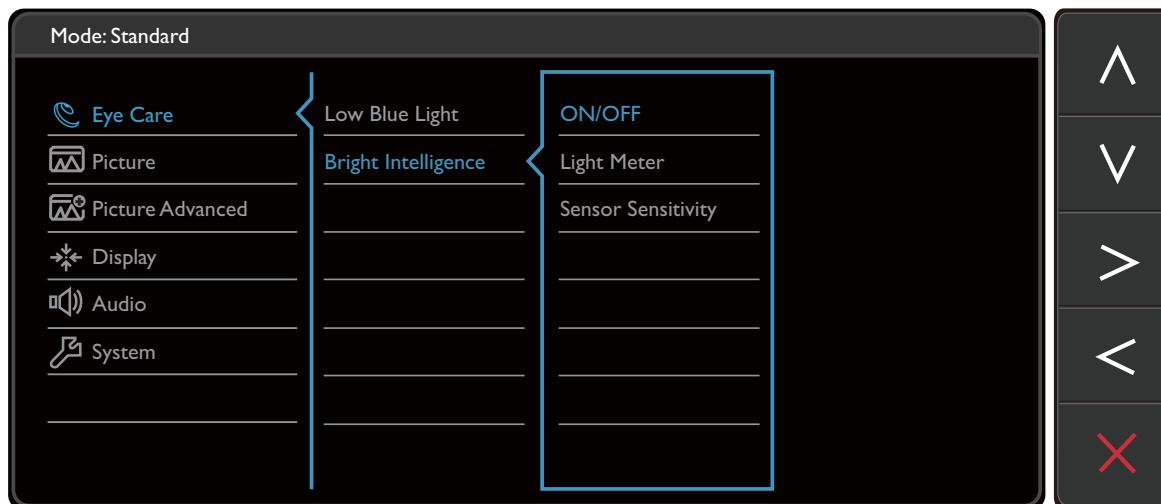 Mode: Standard
Eye Care
Picture
Picture Advanced
Display
Audio
System
Low Blue Light
Bright Intelligence
ON/OFF
Light Meter
Sensor Sensitivity